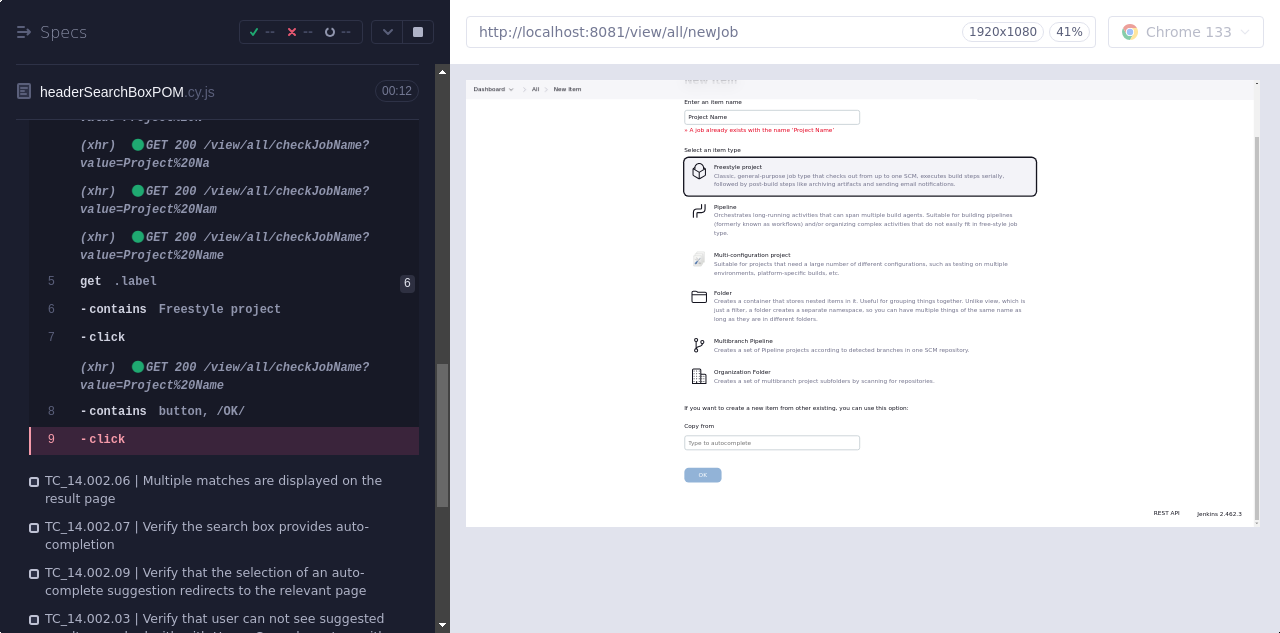 Specs
--
--
--
http://localhost:8081/view/all/newJob
1920x1080
41%
Chrome 133
headerSearchBoxPOM.cy.js
00:12
(xhr) GET 200 /view/all/checkJobName?
value=Project%20Na
(xhr) GET 200 /view/all/checkJobName?
value=Project%20Nam
(xhr) GET 200 /view/all/checkJobName?
value=Project%20Name
5 get .label 6
6 -contains Freestyle project
7 -click
(xhr) GET 200 /view/all/checkJobName?
value=Project%20Name
8 -contains button, /OK/
9 -click
TC_14.002.06 | Multiple matches are displayed on the
result page
TC_14.002.07 | Verify the search box provides auto-
completion
TC_14.002.09 | Verify that the selection of an auto-
complete suggestion redirects to the relevant page
TC_14.002.03 | Verify that user can not see suggested
Dashboard
All
New Item
New Item
Enter an item name
Project Name
» A job already exists with the name 'Project Name'
Select an item type
Freestyle project
Classic, general-purpose job type that checks out from up to one SCM, executes build steps serially,
followed by post-build steps like archiving artifacts and sending email notifications.
Pipeline
Orchestrates long-running activities that can span multiple build agents. Suitable for building pipelines
(formerly known as workflows) and/or organizing complex activities that do not easily fit in free-style job
type.
Multi-configuration project
Suitable for projects that need a large number of different configurations, such as testing on multiple
environments, platform-specific builds, etc.
Folder
Creates a container that stores nested items in it. Useful for grouping things together. Unlike view, which is
just a filter, a folder creates a separate namespace, so you can have multiple things of the same name as
long as they are in different folders.
Multibranch Pipeline
Creates a set of Pipeline projects according to detected branches in one SCM repository.
Organization Folder
Creates a set of multibranch project subfolders by scanning for repositories.
If you want to create a new item from other existing, you can use this option:
Copy from
Type to autocomplete
OK
REST API
Jenkins 2.462.3